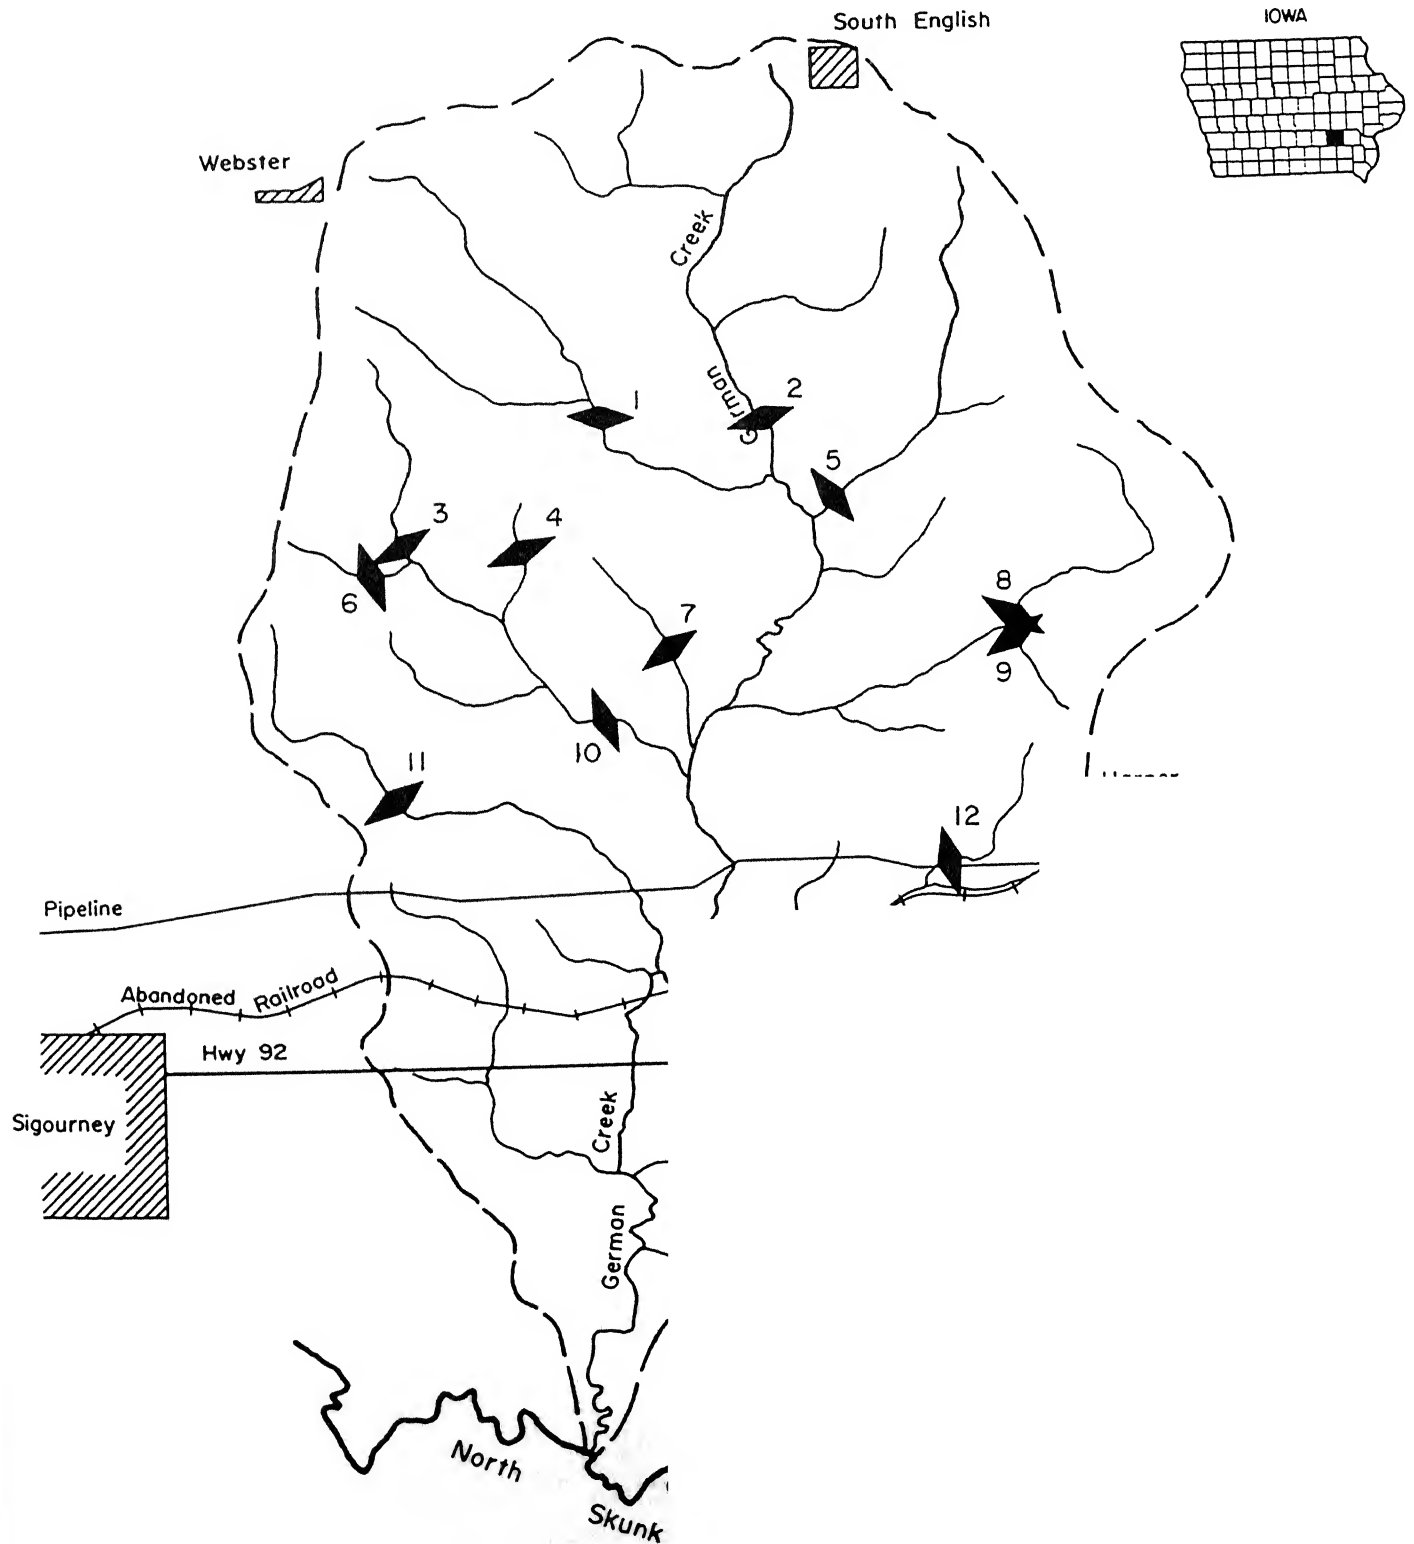 South English
IOWA
Webster
Creek
German
1
2
5
3
4
6
8
7
9
10
11
12
Pipeline
Abandoned Railroad
Hwy 92
Sigourney
Creek
German
North
Skunk